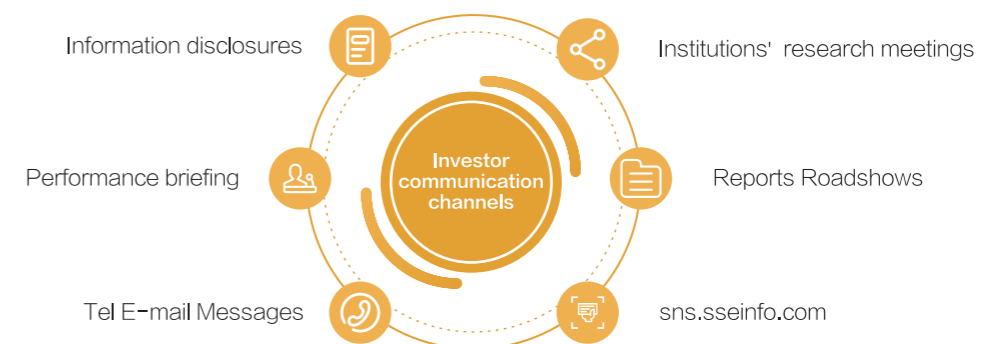 Information disclosures
Institutions' research meetings
Performance briefing
Investor
communication
channels
Reports Roadshows
Tel E-mail Messages
sns.sseinfo.com